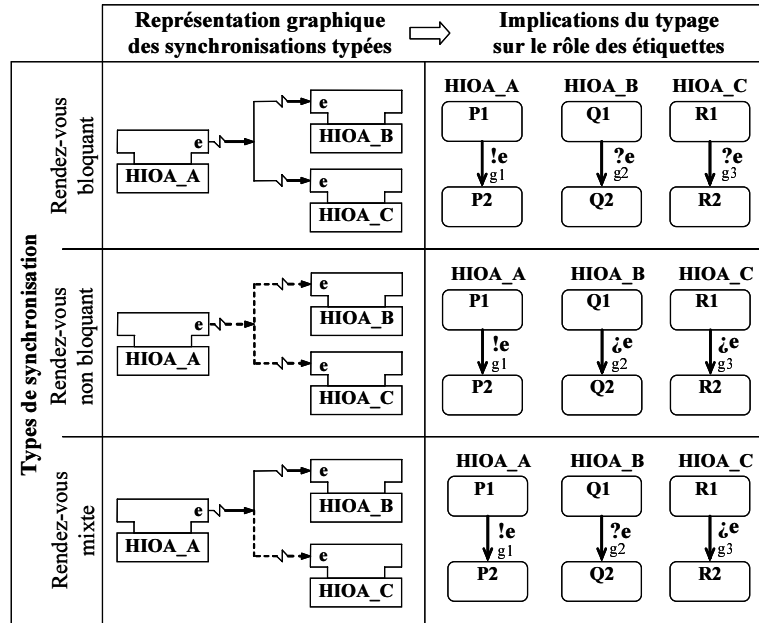 Représentation graphique
des synchronisations typées
Implications du typage
sur le rôle des étiquettes
Types de synchronisation
Rendez-vous
bloquant
e
HIOA_A
e
HIOA_B
e
HIOA_C
HIOA_A HIOA_B HIOA_C
P1 Q1 R1
!e ?e ?e
g1 g2 g3
P2 Q2 R2
Rendez-vous
non bloquant
e
HIOA_A
e
HIOA_B
e
HIOA_C
HIOA_A HIOA_B HIOA_C
P1 Q1 R1
!e ¿e ¿e
g1 g2 g3
P2 Q2 R2
Rendez-vous
mixte
e
HIOA_A
e
HIOA_B
e
HIOA_C
HIOA_A HIOA_B HIOA_C
P1 Q1 R1
!e ?e ¿e
g1 g2 g3
P2 Q2 R2